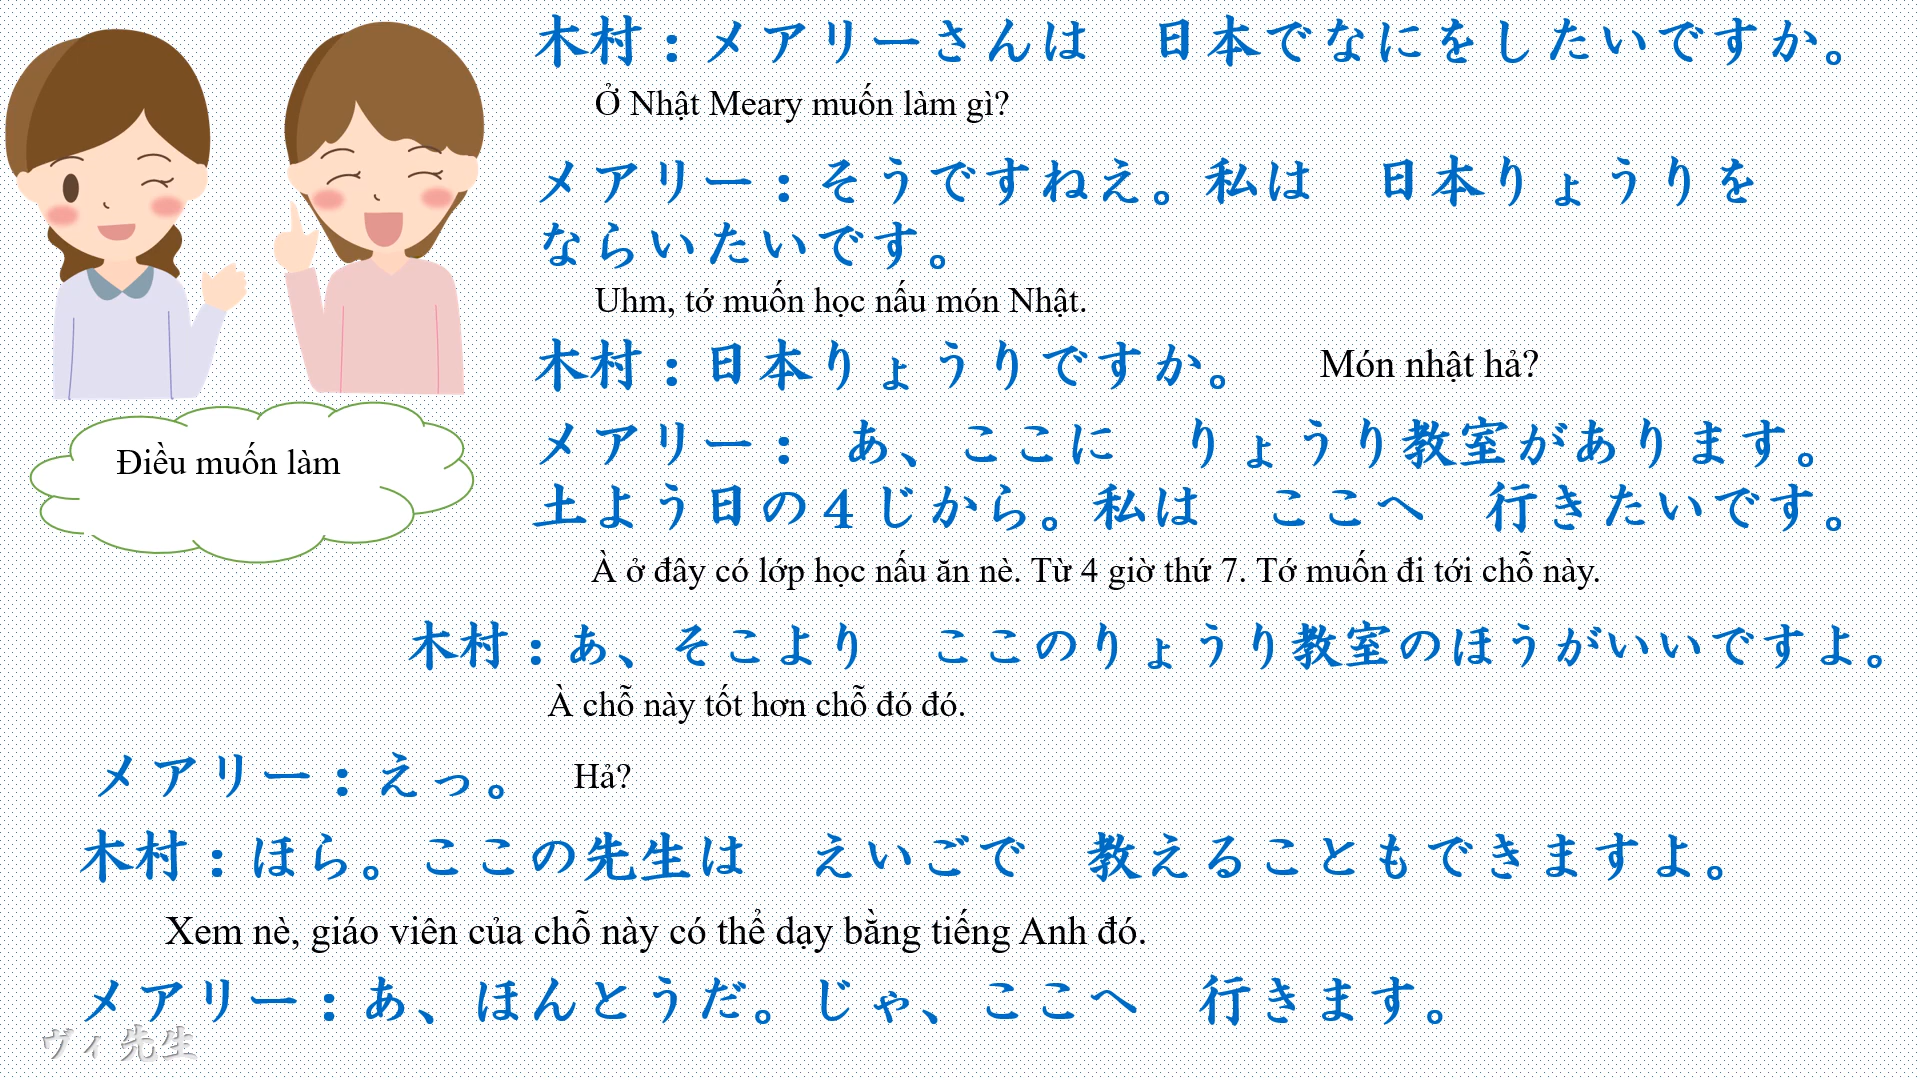 木村：メアリーさんは　日本でなにをしたいですか。
Ở Nhật Meary muốn làm gì?
メアリー：そうですねえ。私は　日本りょうりを
ならいたいです。
Uhm, tớ muốn học nấu món Nhật.
木村：日本りょうりですか。　Món nhật hả?
Điều muốn làm
メアリー：　あ、ここに　りょうり教室があります。
土よう日の４じから。私は　ここへ　行きたいです。
À ở đây có lớp học nấu ăn nè. Từ 4 giờ thứ 7. Tớ muốn đi tới chỗ này.
木村：あ、そこより　ここのりょうり教室のほうがいいですよ。
À chỗ này tốt hơn chỗ đó đó.
メアリー：えっ。　Hả?
木村：ほら。ここの先生は　えいごで　教えることもできますよ。
Xem nè, giáo viên của chỗ này có thể dạy bằng tiếng Anh đó.
メアリー：あ、ほんとうだ。じゃ、ここへ　行きます。
ヴィ先生